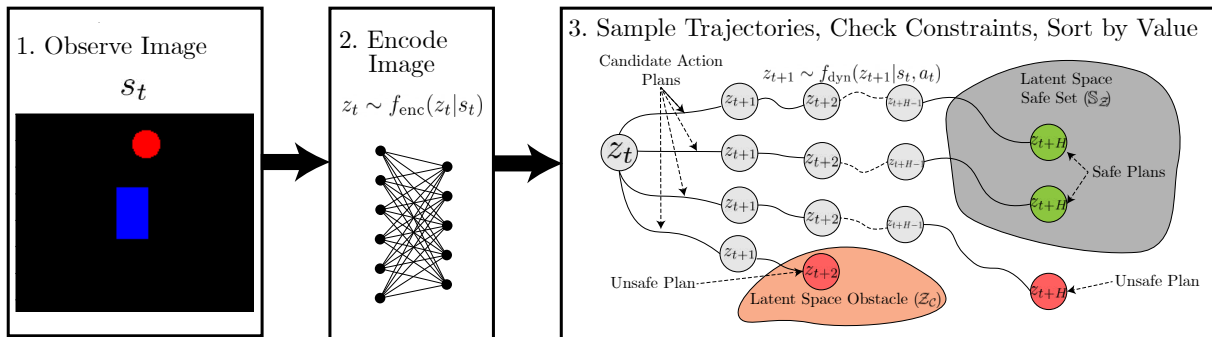 1. Observe Image
s_t
2. Encode
Image
z_t ∼ f_enc(z_t|s_t)
3. Sample Trajectories, Check Constraints, Sort by Value
Candidate Action
Plans
z_{t+1} ∼ f_dyn(z_{t+1}|s_t, a_t)
Latent Space
Safe Set (𝕊_𝒵)
z_t
z_{t+1} z_{t+2} z_{t+H−1} z_{t+H}
z_{t+1} z_{t+2} z_{t+H−1} z_{t+H}
Safe Plans
z_{t+1} z_{t+2} z_{t+H−1} z_{t+H}
z_{t+1} z_{t+2}
Unsafe Plan
Unsafe Plan
Latent Space Obstacle (𝒵_𝒞)